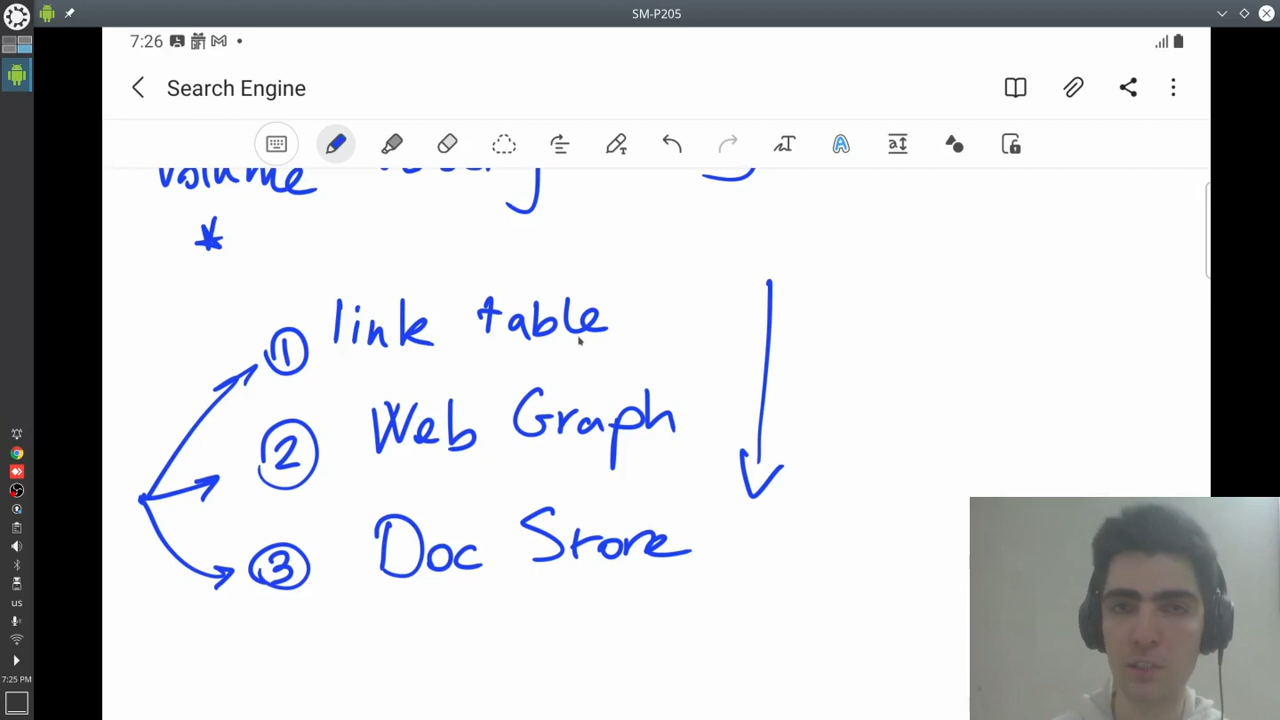 SM-P205
7:26
Search Engine
volume
*
① link table
② Web Graph
③ Doc Store
us
7:25 PM